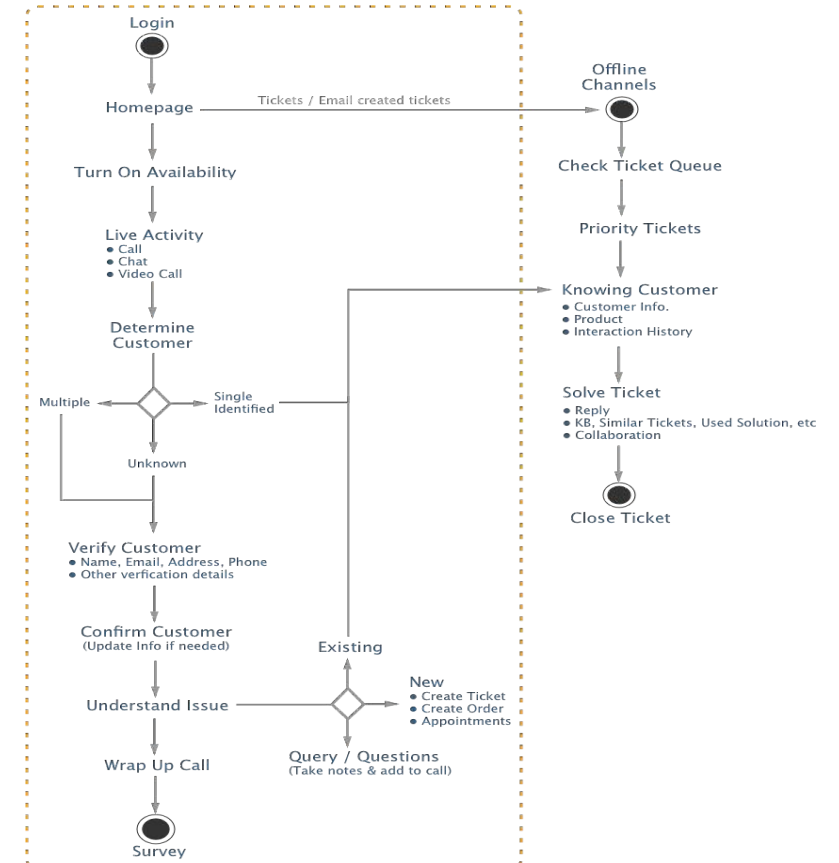 Login
Homepage
Tickets / Email created tickets
Offline
Channels
Turn On Availability
Check Ticket Queue
Live Activity
Call
Chat
Video Call
Priority Tickets
Knowing Customer
Customer Info.
Product
Interaction History
Determine
Customer
Multiple
Single
Identified
Unknown
Solve Ticket
Reply
KB, Similar Tickets, Used Solution, etc
Collaboration
Close Ticket
Verify Customer
Name, Email, Address, Phone
Other verfication details
Confirm Customer
(Update Info if needed)
Existing
Understand Issue
New
Create Ticket
Create Order
Appointments
Query / Questions
(Take notes & add to call)
Wrap Up Call
Survey